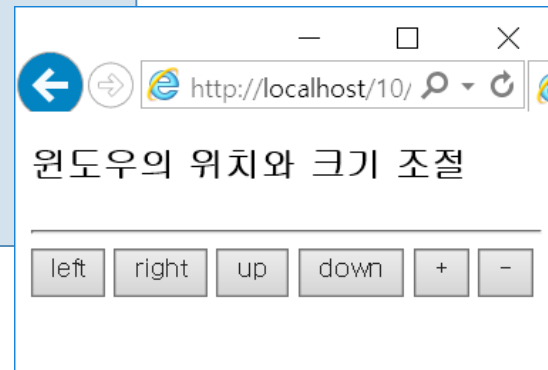 http://localhost/10/
윈도우의 위치와 크기 조절
left right up down + -